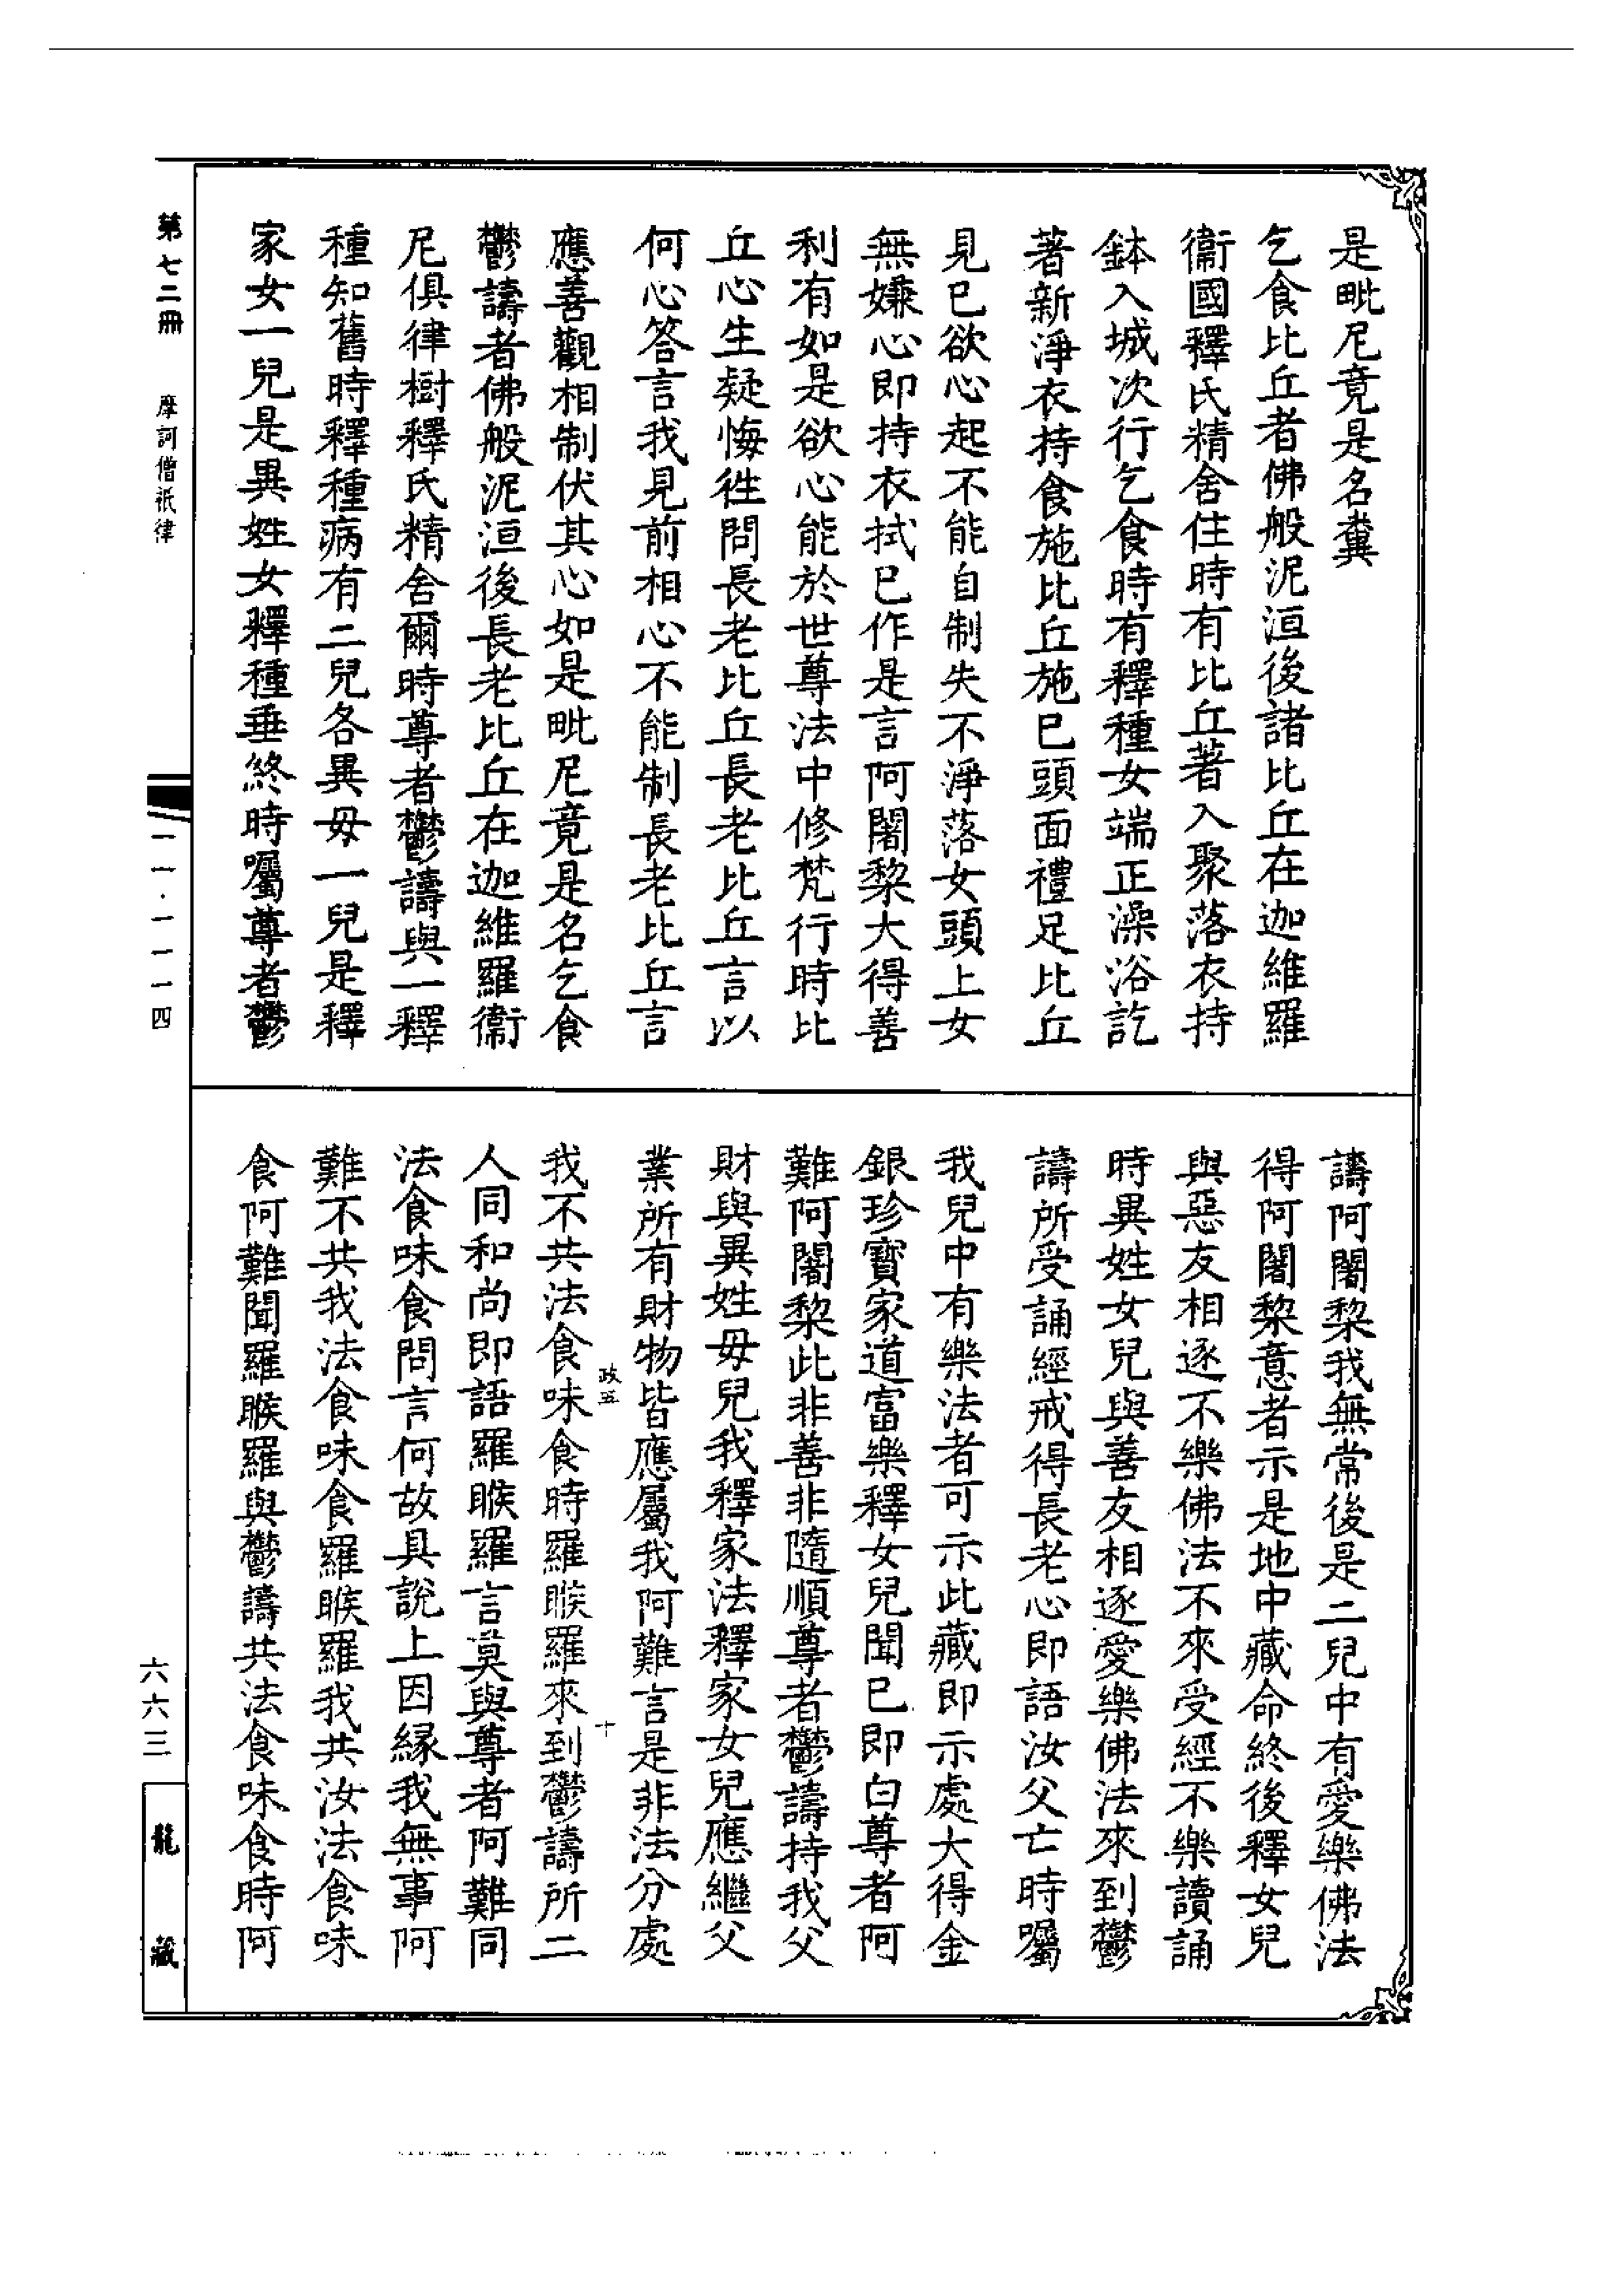 是毗尼竟是名糞
乞食比丘者佛般泥洹後諸比丘在迦維羅
衞國釋氏精舍住時有比丘著入聚落衣持
鉢入城次行乞食時有釋種女端正澡浴訖
著新淨衣持食施比丘施已頭面禮足比丘
見已欲心起不能自制失不淨落女頭上女
無嫌心即持衣拭已作是言阿闍黎大得善
利有如是欲心能於世尊法中修梵行時比
丘心生疑悔徃問長老比丘長老比丘言以
何心答言我見前相心不能制長老比丘言
應善觀相制伏其心如是毗尼竟是名乞食
鬱譸者佛般泥洹後長老比丘在迦維羅衞
尼俱律樹釋氏精舍爾時尊者鬱譸與一釋
種知舊時釋種病有二兒各異母一兒是釋
家女一兒是異姓女釋種垂終時囑尊者鬱
譸阿闍黎我無常後是二兒中有愛樂佛法
得阿闍黎意者示是地中藏命終後釋女兒
與惡友相逐不樂佛法不來受經不樂讀誦
時異姓女兒與善友相逐愛樂佛法來到鬱
譸所受誦經戒得長老心即語汝父亡時囑
我兒中有樂法者可示此藏即示處大得金
銀珍寶家道富樂釋女兒聞已即白尊者阿
難阿闍黎此非善非隨順尊者鬱譸持我父
財與異姓母兒我釋家法釋家女兒應繼父
業所有財物皆應屬我阿難言是非法分處
政五
十
我不共法食味食時羅睺羅來到鬱譸所二
人同和尚即語羅睺羅言莫與尊者阿難同
法食味食問言何故具說上因緣我無事阿
難不共我法食味食羅睺羅我共汝法食味
食阿難聞羅睺羅與鬱譸共法食味食時阿
第七二冊
摩訶僧祇律
一一·一一一四
六六三
龍藏